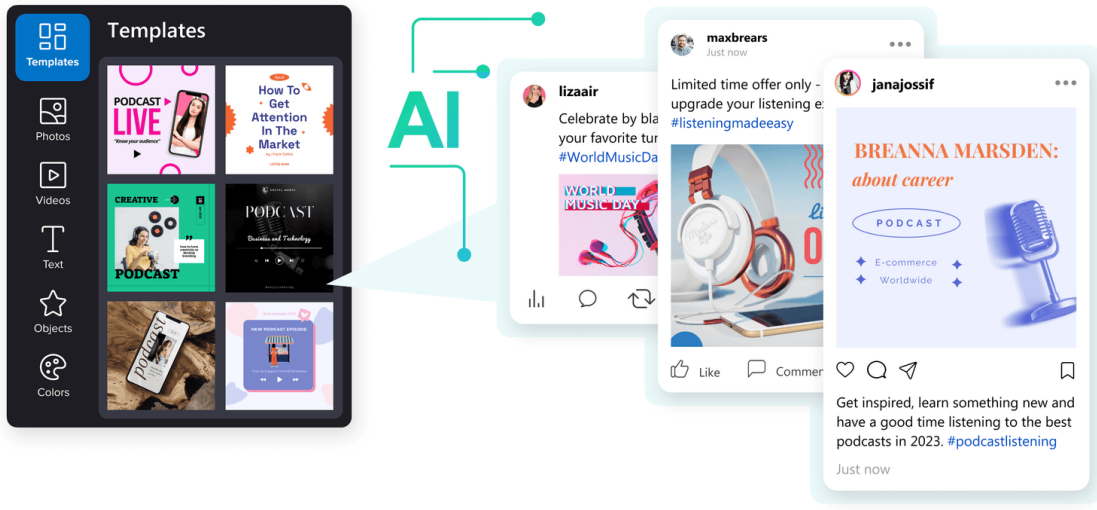 Templates
Templates
Photos
Videos
Text
Objects
Colors
PODCAST
LIVE
"Know your audience"
How To
Get
Attention
In The
Market
CREATIVE
PODCAST
PODCAST
Business and Technology
podcast
NEW PODCAST EPISODE:
AI
lizaair
Celebrate by bla
your favorite tun
#WorldMusicDa
WORLD
MUSIC DAY
maxbrears
Just now
Limited time offer only -
upgrade your listening ex
#listeningmadeeasy
Like
Commen
janajossif
BREANNA MARSDEN:
about career
PODCAST
E-commerce
Worldwide
Get inspired, learn something new and
have a good time listening to the best
podcasts in 2023. #podcastlistening
Just now